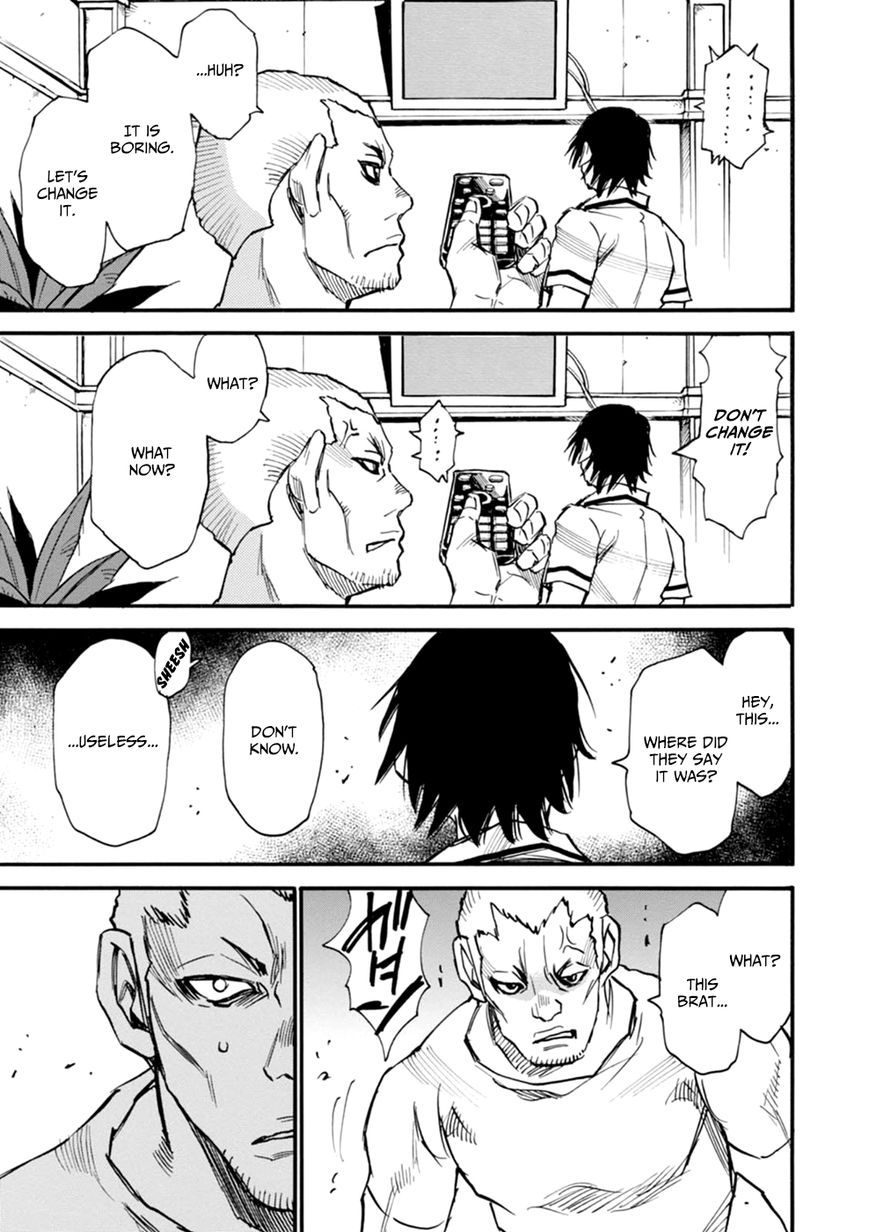 ...HUH?
IT IS
BORING.
LET'S
CHANGE
IT.
DON'T
CHANGE
IT!
WHAT?
WHAT
NOW?
HEY,
THIS...
WHERE DID
THEY SAY
IT WAS?
DON'T
KNOW.
SHEESH
...USELESS...
WHAT?
THIS
BRAT...